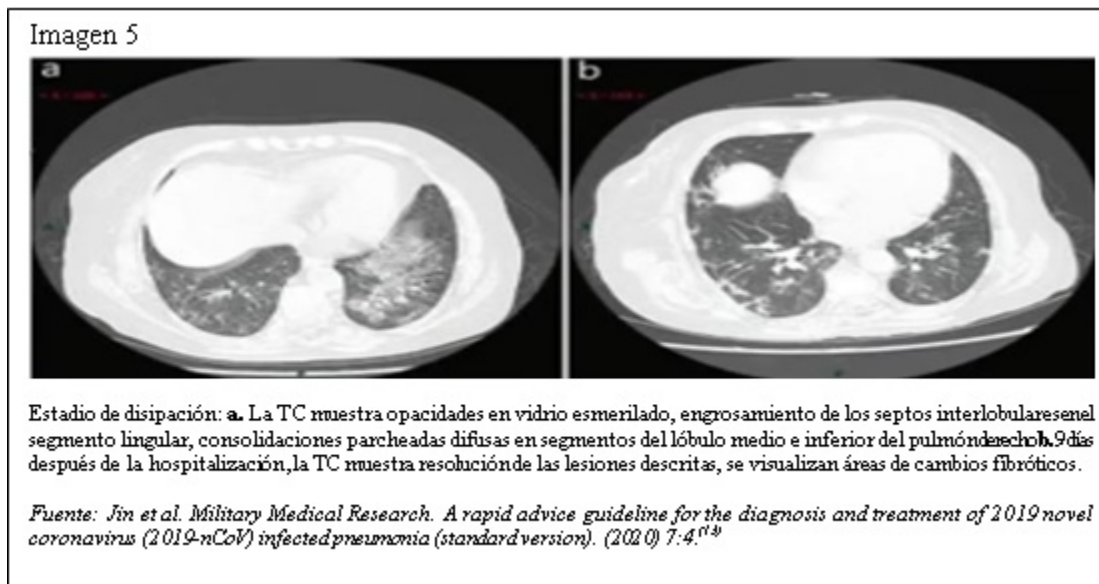 Imagen 5
a
b
Estadio de disipación: a. La TC muestra opacidades en vidrio esmerilado, engrosamiento de los septos interlobularesenel
segmento lingular, consolidaciones parcheadas difusas en segmentos del lóbulo medio e inferior del pulmónderechob.9días
después de la hospitalización,la TC muestra resolución de las lesiones descritas, se visualizan áreas de cambios fibróticos.
Fuente: Jin et al. Military Medical Research. A rapid advice guideline for the diagnosis and treatment of 2019 novel
coronavirus (2019-nCoV) infected pneumonia (standard version). (2020) 7:4.(13)